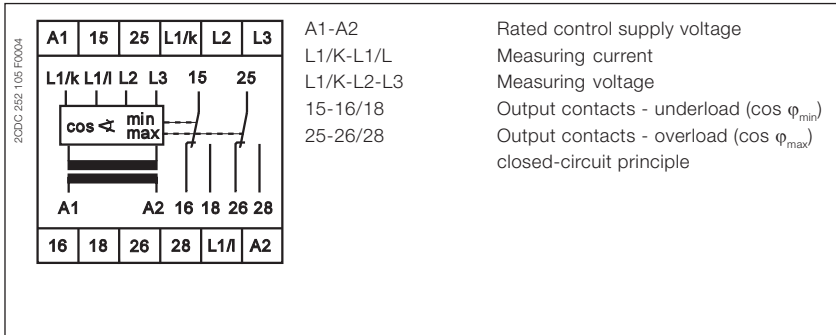 2CDC 252 105 F0004
A1 15 25 L1/k L2 L3
L1/k L1/l L2 L3 15 25
cos ∢ min
max
A1 A2 16 18 26 28
16 18 26 28 L1/l A2
A1-A2 Rated control supply voltage
L1/K-L1/L Measuring current
L1/K-L2-L3 Measuring voltage
15-16/18 Output contacts - underload (cos φmin)
25-26/28 Output contacts - overload (cos φmax)
closed-circuit principle